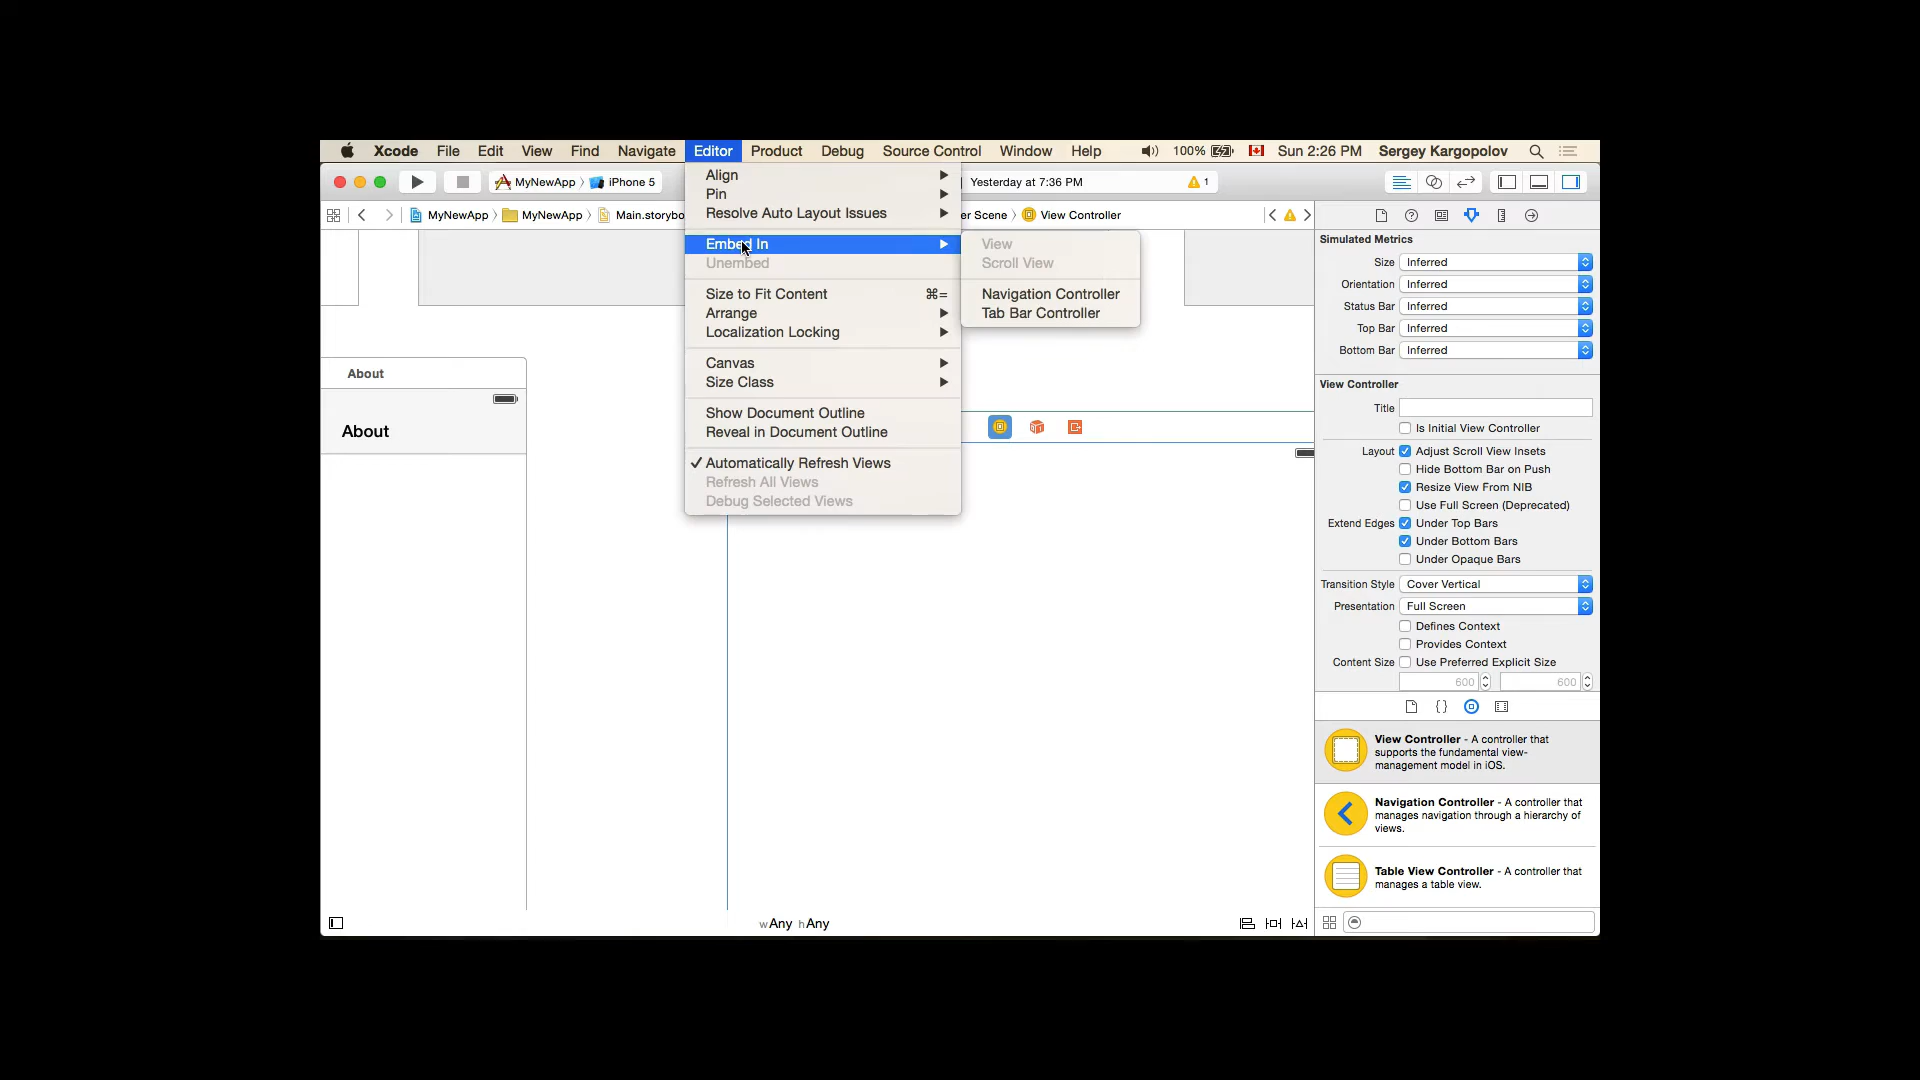 Xcode File Edit View Find Navigate Editor Product Debug Source Control Window Help 100% Sun 2:26 PM Sergey Kargopolov
MyNewApp iPhone 5 Yesterday at 7:36 PM 1
MyNewApp MyNewApp Main.storybo er Scene View Controller
Align
Pin
Resolve Auto Layout Issues
Embed In
Unembed
Size to Fit Content ⌘=
Arrange
Localization Locking
Canvas
Size Class
Show Document Outline
Reveal in Document Outline
✓ Automatically Refresh Views
Refresh All Views
Debug Selected Views
View
Scroll View
Navigation Controller
Tab Bar Controller
About
About
wAny hAny
Simulated Metrics
Size Inferred
Orientation Inferred
Status Bar Inferred
Top Bar Inferred
Bottom Bar Inferred
View Controller
Title
Is Initial View Controller
Layout Adjust Scroll View Insets
Hide Bottom Bar on Push
Resize View From NIB
Use Full Screen (Deprecated)
Extend Edges Under Top Bars
Under Bottom Bars
Under Opaque Bars
Transition Style Cover Vertical
Presentation Full Screen
Defines Context
Provides Context
Content Size Use Preferred Explicit Size
600 600
{}
View Controller - A controller that
supports the fundamental view-
management model in iOS.
Navigation Controller - A controller that
manages navigation through a hierarchy of
views.
Table View Controller - A controller that
manages a table view.